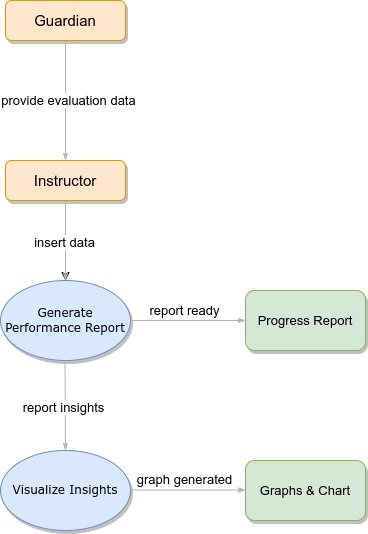 Guardian
provide evaluation data
Instructor
insert data
Generate
Performance Report
report ready
Progress Report
report insights
Visualize Insights
graph generated
Graphs & Chart